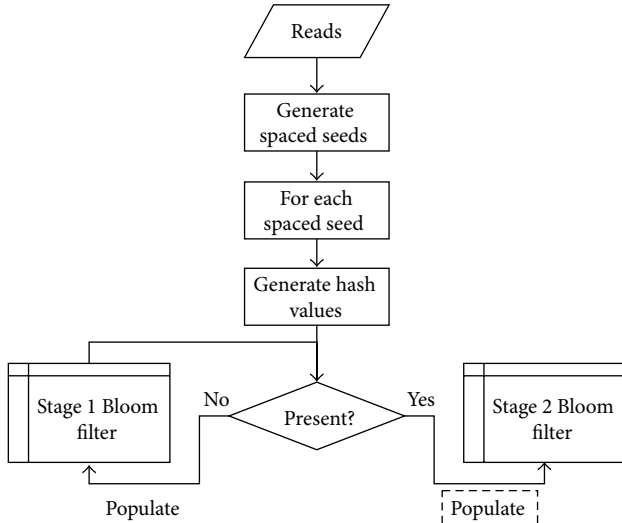 Reads
Generate
spaced seeds
For each
spaced seed
Generate hash
values
Stage 1 Bloom
filter
No
Present?
Yes
Stage 2 Bloom
filter
Populate
Populate